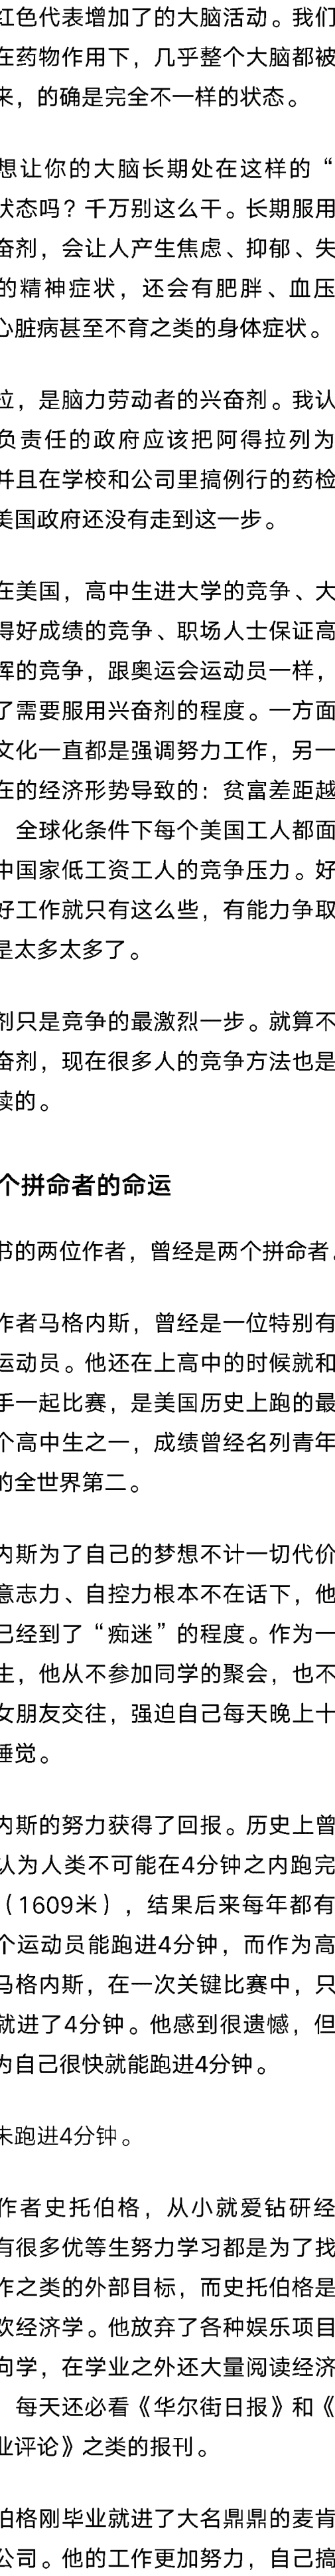 红色代表增加了的大脑活动。我们
在药物作用下，几乎整个大脑都被
来，的确是完全不一样的状态。
想让你的大脑长期处在这样的“
状态吗？千万别这么干。长期服用
奋剂，会让人产生焦虑、抑郁、失
的精神症状，还会有肥胖、血压
心脏病甚至不育之类的身体症状。
拉，是脑力劳动者的兴奋剂。我认
负责任的政府应该把阿得拉列为
并且在学校和公司里搞例行的药检
美国政府还没有走到这一步。
在美国，高中生进大学的竞争、大
得好成绩的竞争、职场人士保证高
挥的竞争，跟奥运会运动员一样，
了需要服用兴奋剂的程度。一方面
文化一直都是强调努力工作，另一
在的经济形势导致的：贫富差距越
全球化条件下每个美国工人都面
中国家低工资工人的竞争压力。好
好工作就只有这么些，有能力争取
是太多太多了。
剂只是竞争的最激烈一步。就算不
奋剂，现在很多人的竞争方法也是
续的。
个拼命者的命运
书的两位作者，曾经是两个拼命者。
作者马格内斯，曾经是一位特别有
运动员。他还在上高中的时候就和
手一起比赛，是美国历史上跑的最
个高中生之一，成绩曾经名列青年
的全世界第二。
内斯为了自己的梦想不计一切代价
意志力、自控力根本不在话下，他
已经到了“痴迷”的程度。作为一
生，他从不参加同学的聚会，也不
女朋友交往，强迫自己每天晚上十
睡觉。
内斯的努力获得了回报。历史上曾
认为人类不可能在4分钟之内跑完
（1609米），结果后来每年都有
个运动员能跑进4分钟，而作为高
马格内斯，在一次关键比赛中，只
就进了4分钟。他感到很遗憾，但
为自己很快就能跑进4分钟。
未跑进4分钟。
作者史托伯格，从小就爱钻研经
有很多优等生努力学习都是为了找
作之类的外部目标，而史托伯格是
欢经济学。他放弃了各种娱乐项目
向学，在学业之外还大量阅读经济
每天还必看《华尔街日报》和《
业评论》之类的报刊。
伯格刚毕业就进了大名鼎鼎的麦肯
公司。他的工作更加努力，自己搞